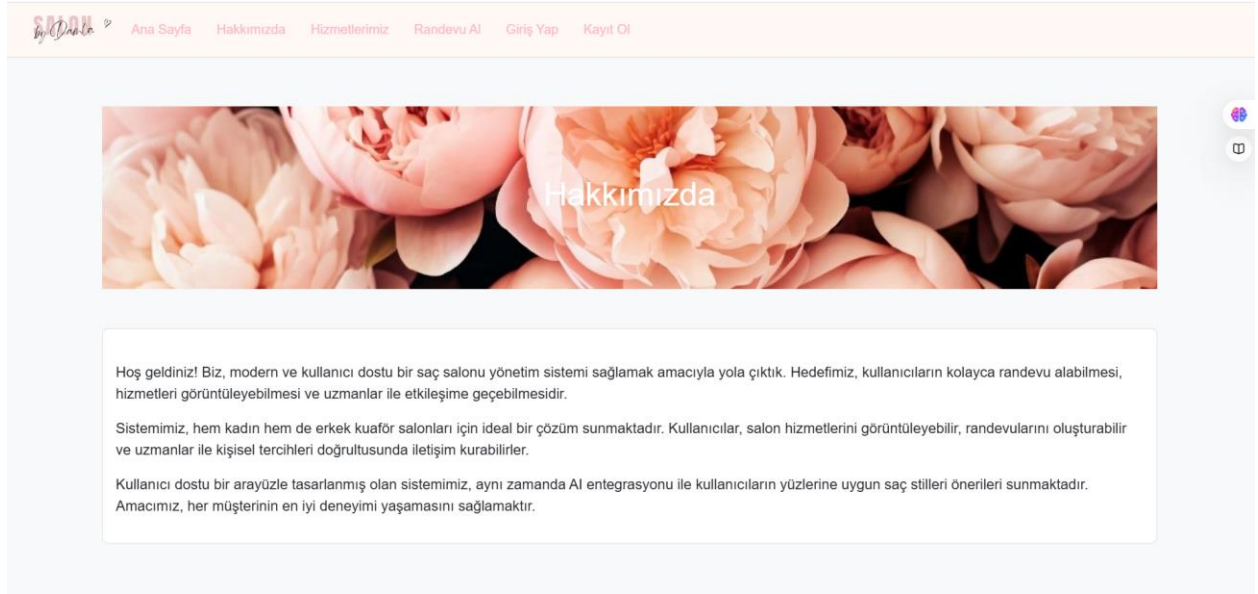 SALON
by Damla
Ana Sayfa Hakkımızda Hizmetlerimiz Randevu Al Giriş Yap Kayıt Ol
Hakkımızda
Hoş geldiniz! Biz, modern ve kullanıcı dostu bir saç salonu yönetim sistemi sağlamak amacıyla yola çıktık. Hedefimiz, kullanıcıların kolayca randevu alabilmesi,
hizmetleri görüntüleyebilmesi ve uzmanlar ile etkileşime geçebilmesidir.
Sistemimiz, hem kadın hem de erkek kuaför salonları için ideal bir çözüm sunmaktadır. Kullanıcılar, salon hizmetlerini görüntüleyebilir, randevularını oluşturabilir
ve uzmanlar ile kişisel tercihleri doğrultusunda iletişim kurabilirler.
Kullanıcı dostu bir arayüzle tasarlanmış olan sistemimiz, aynı zamanda AI entegrasyonu ile kullanıcıların yüzlerine uygun saç stilleri önerileri sunmaktadır.
Amacımız, her müşterinin en iyi deneyimi yaşamasını sağlamaktır.